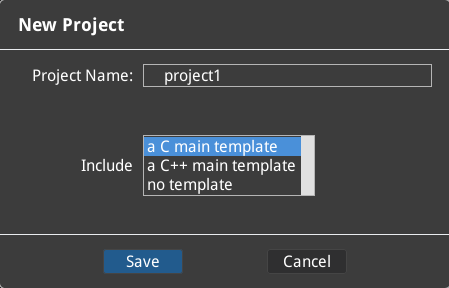 New Project
Project Name: project1
Include
a C main template
a C++ main template
no template
Save Cancel